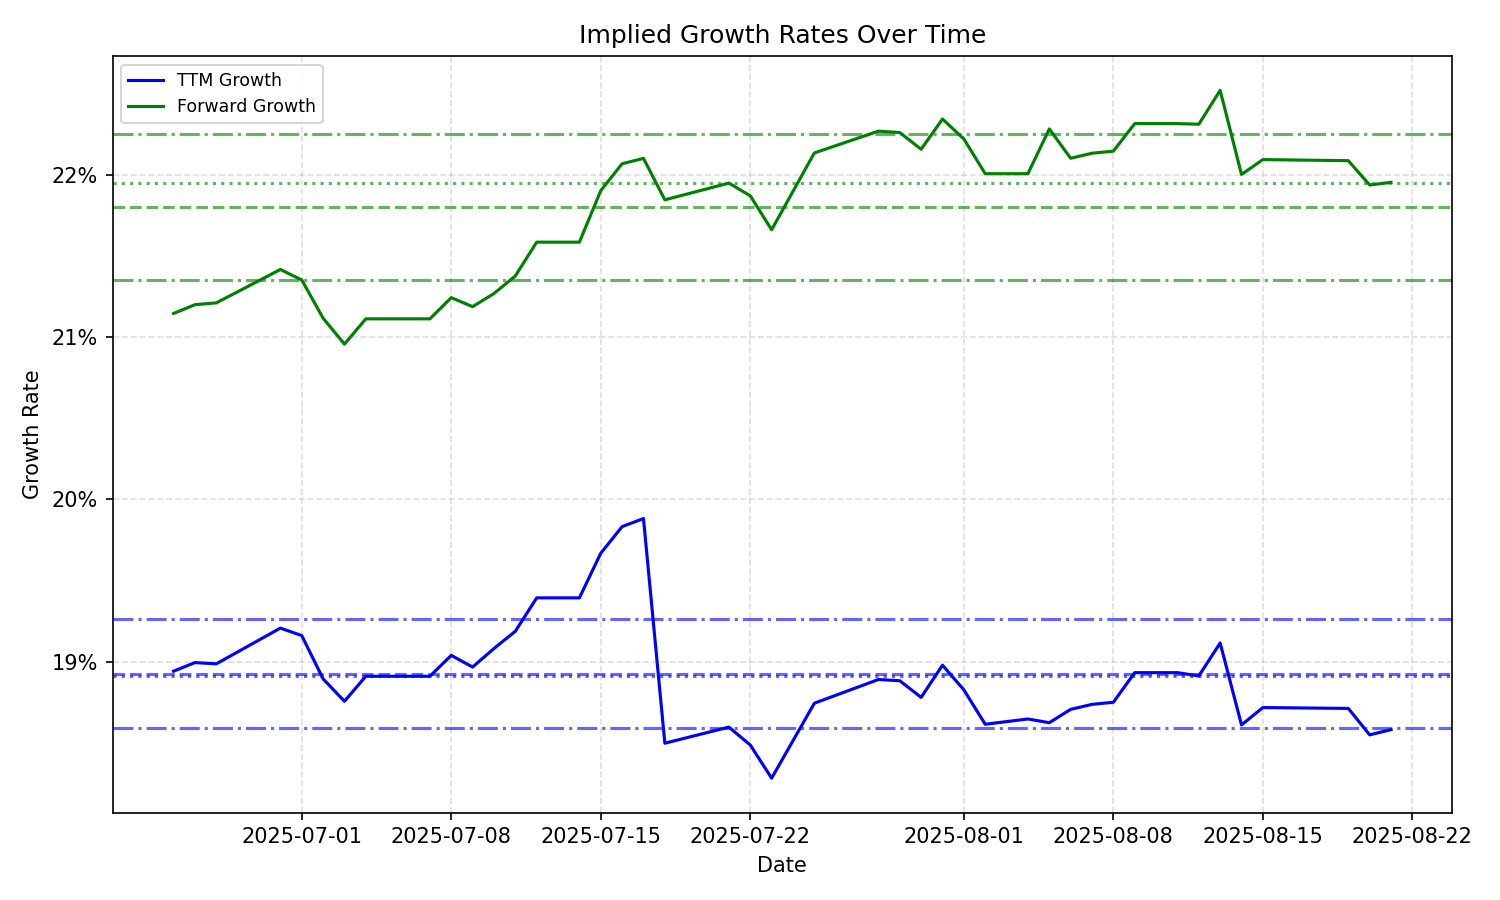 Implied Growth Rates Over Time
TTM Growth
Forward Growth
22%
21%
20%
19%
Growth Rate
2025-07-01 2025-07-08 2025-07-15 2025-07-22 2025-08-01 2025-08-08 2025-08-15 2025-08-22
Date